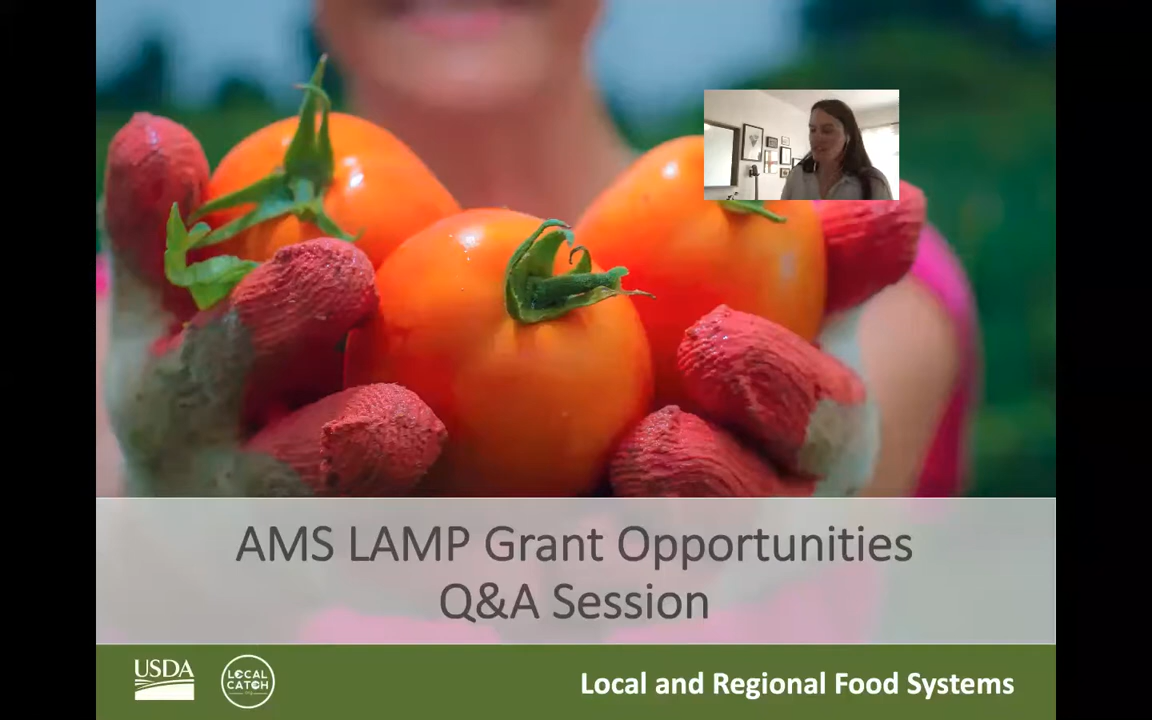 AMS LAMP Grant Opportunities
Q&A Session
USDA
LOCAL
CATCH
Local and Regional Food Systems